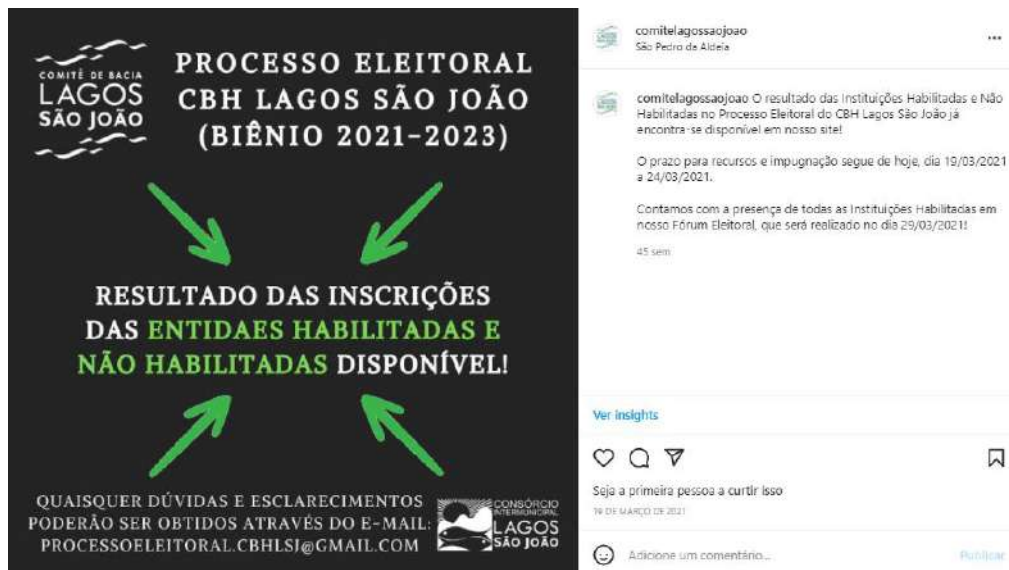 COMITÊ DE BACIA
LAGOS
SÃO JOÃO
PROCESSO ELEITORAL
CBH LAGOS SÃO JOÃO
(BIÊNIO 2021-2023)
RESULTADO DAS INSCRIÇÕES
DAS ENTIDAES HABILITADAS E
NÃO HABILITADAS DISPONÍVEL!
QUAISQUER DÚVIDAS E ESCLARECIMENTOS
PODERÃO SER OBTIDOS ATRAVÉS DO E-MAIL:
PROCESSOELEITORAL.CBHLSJ@GMAIL.COM
CONSÓRCIO
INTERMUNICIPAL
LAGOS
SÃO JOÃO
comitelagossaojoao
São Pedro da Aldeia
comitelagossaojoao O resultado das Instituições Habilitadas e Não
Habilitadas no Processo Eleitoral do CBH Lagos São João já
encontra-se disponível em nosso site!
O prazo para recursos e impugnação segue de hoje, dia 19/03/2021
a 24/03/2021.
Contamos com a presença de todas as Instituições Habilitadas em
nosso Fórum Eleitoral, que será realizado no dia 29/03/2021!
45 sem
Ver insights
Seja a primeira pessoa a curtir isso
19 DE MARÇO DE 2021
Adicione um comentário...
Publicar